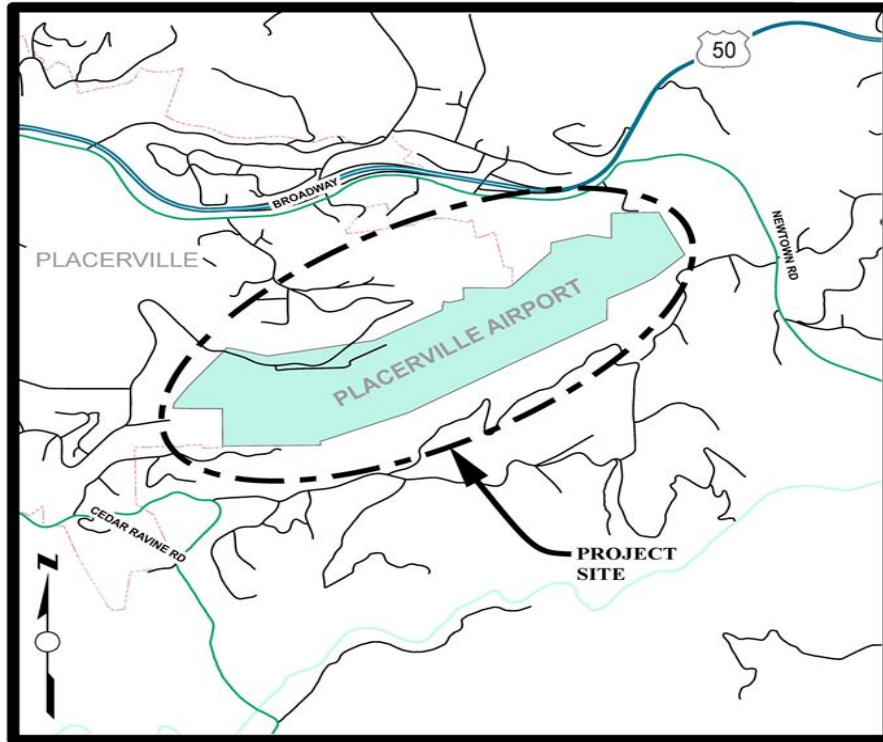 50
BROADWAY
PLACERVILLE
NEWTOWN RD
PLACERVILLE AIRPORT
CEDAR RAVINE RD
PROJECT
SITE
N